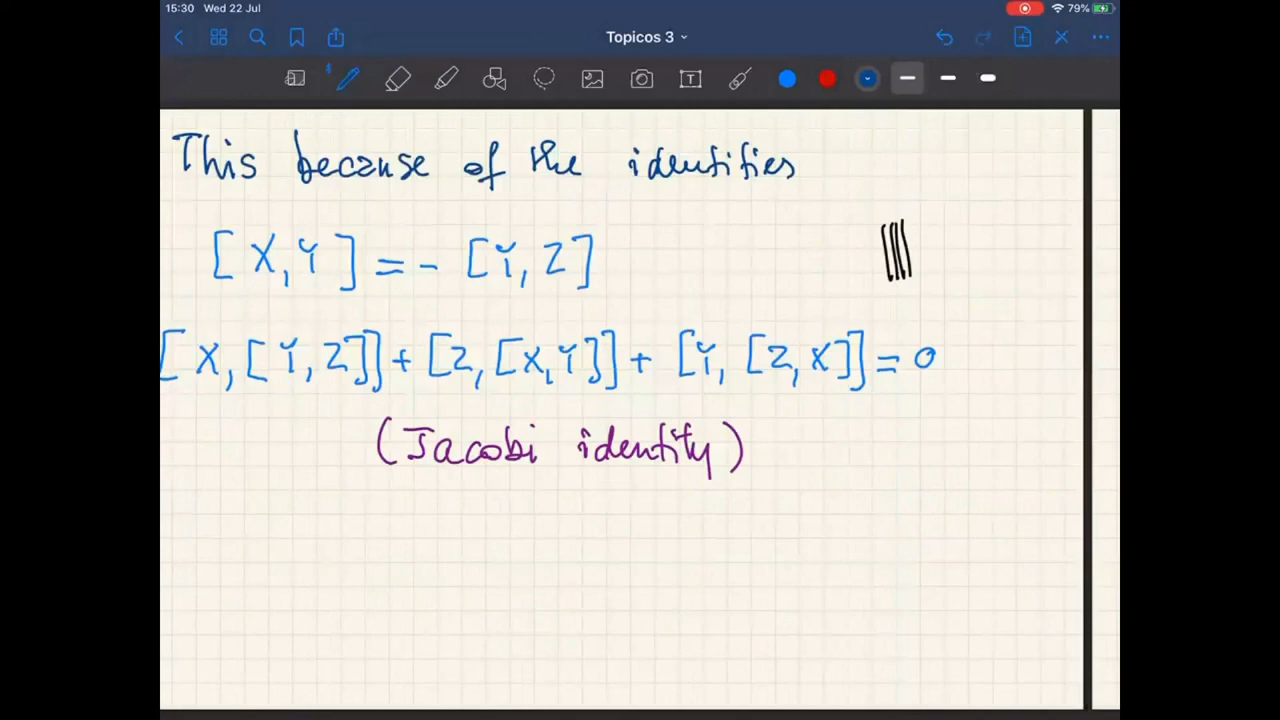 15:30 Wed 22 Jul 79%
Topicos 3
T
This because of the identities
[X,Y] = - [Y,Z]
[X,[Y,Z]] + [Z,[X,Y]] + [Y,[Z,X]] = 0
(Jacobi identity)